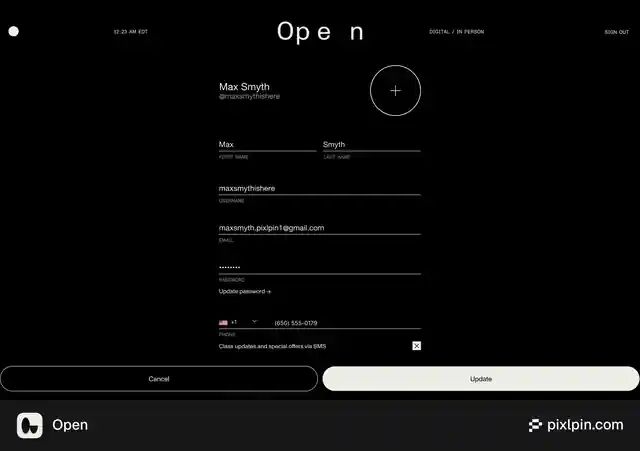 12:23 AM EDT
Open
DIGITAL / IN PERSON
SIGN OUT
Max Smyth
@maxsmythishere
Max
Smyth
FIRST NAME
LAST NAME
maxsmythishere
USERNAME
maxsmyth.pixlpin1@gmail.com
EMAIL
••••••••
PASSWORD
Update password →
+1
(650) 555-0179
PHONE
Class updates and special offers via SMS
Cancel
Update
Open
pixlpin.com